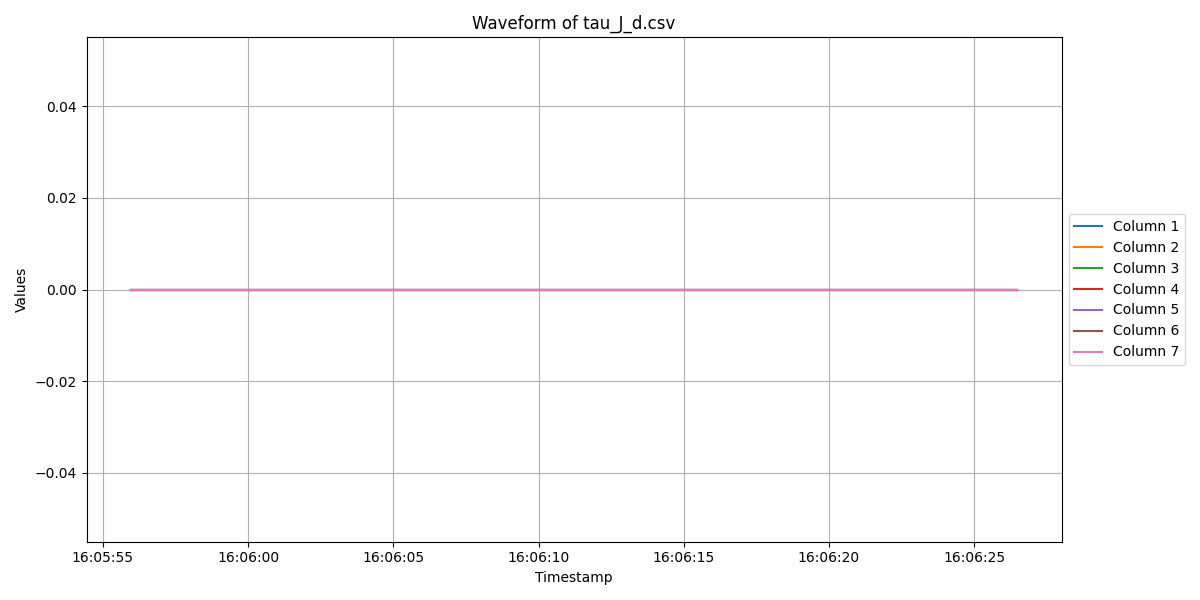 Waveform of tau_J_d.csv
Values
0.04
0.02
0.00
−0.02
−0.04
16:05:55 16:06:00 16:06:05 16:06:10 16:06:15 16:06:20 16:06:25
Timestamp
Column 1
Column 2
Column 3
Column 4
Column 5
Column 6
Column 7